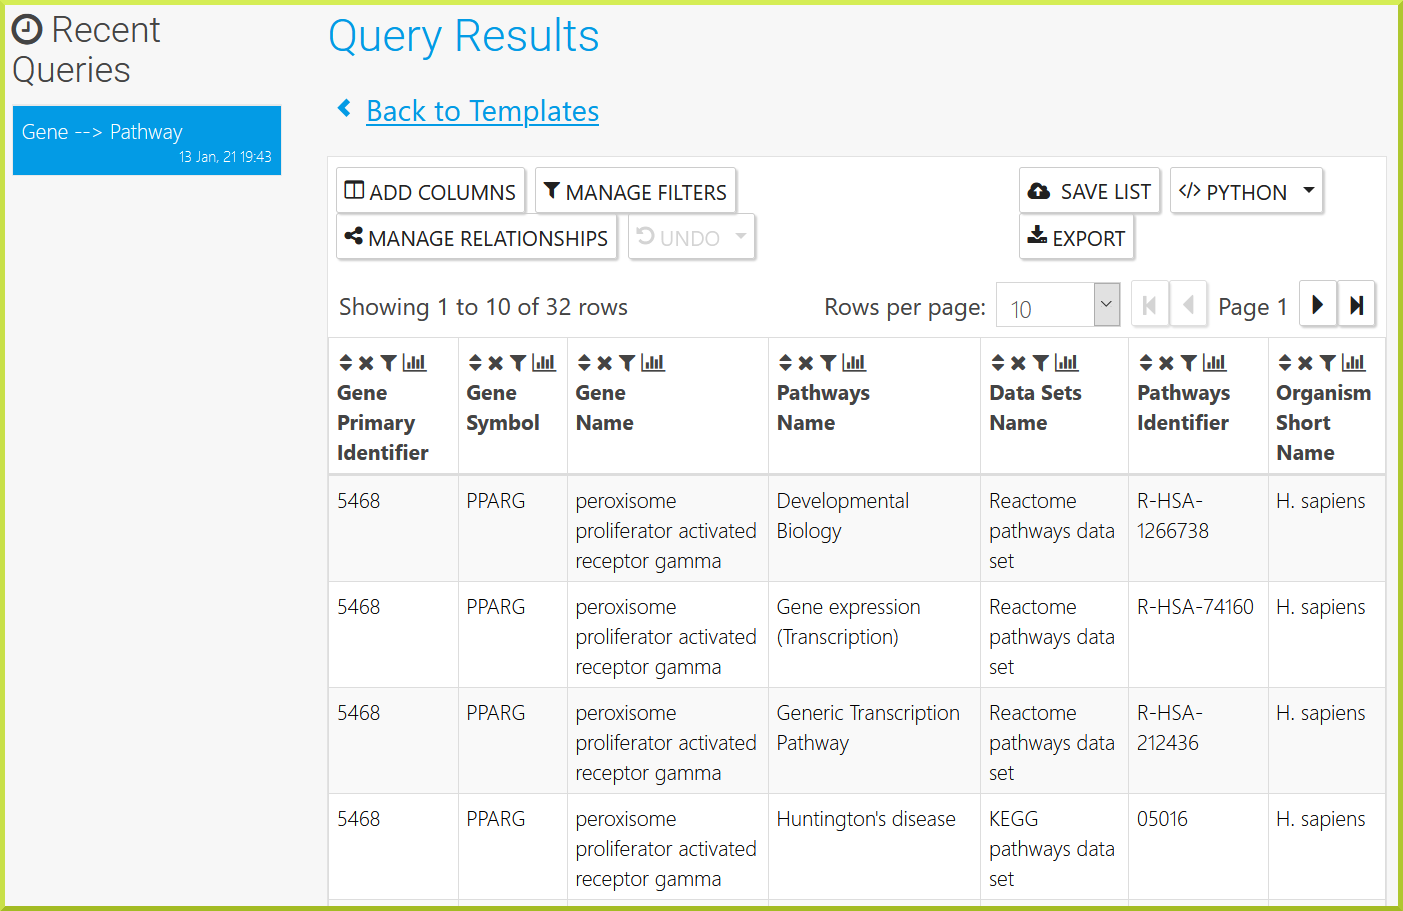 Recent
Queries
Gene --> Pathway
13 Jan, 21 19:43
Query Results
Back to Templates
ADD COLUMNS MANAGE FILTERS SAVE LIST </> PYTHON
MANAGE RELATIONSHIPS UNDO EXPORT
Showing 1 to 10 of 32 rows Rows per page: 10 Page 1
Gene Primary Identifier
Gene Symbol
Gene Name
Pathways Name
Data Sets Name
Pathways Identifier
Organism Short Name
5468 PPARG peroxisome Developmental Reactome R-HSA- H. sapiens
proliferator activated Biology pathways data 1266738
receptor gamma set
5468 PPARG peroxisome Gene expression Reactome R-HSA-74160 H. sapiens
proliferator activated (Transcription) pathways data
receptor gamma set
5468 PPARG peroxisome Generic Transcription Reactome R-HSA- H. sapiens
proliferator activated Pathway pathways data 212436
receptor gamma set
5468 PPARG peroxisome Huntington's disease KEGG 05016 H. sapiens
proliferator activated pathways data
receptor gamma set